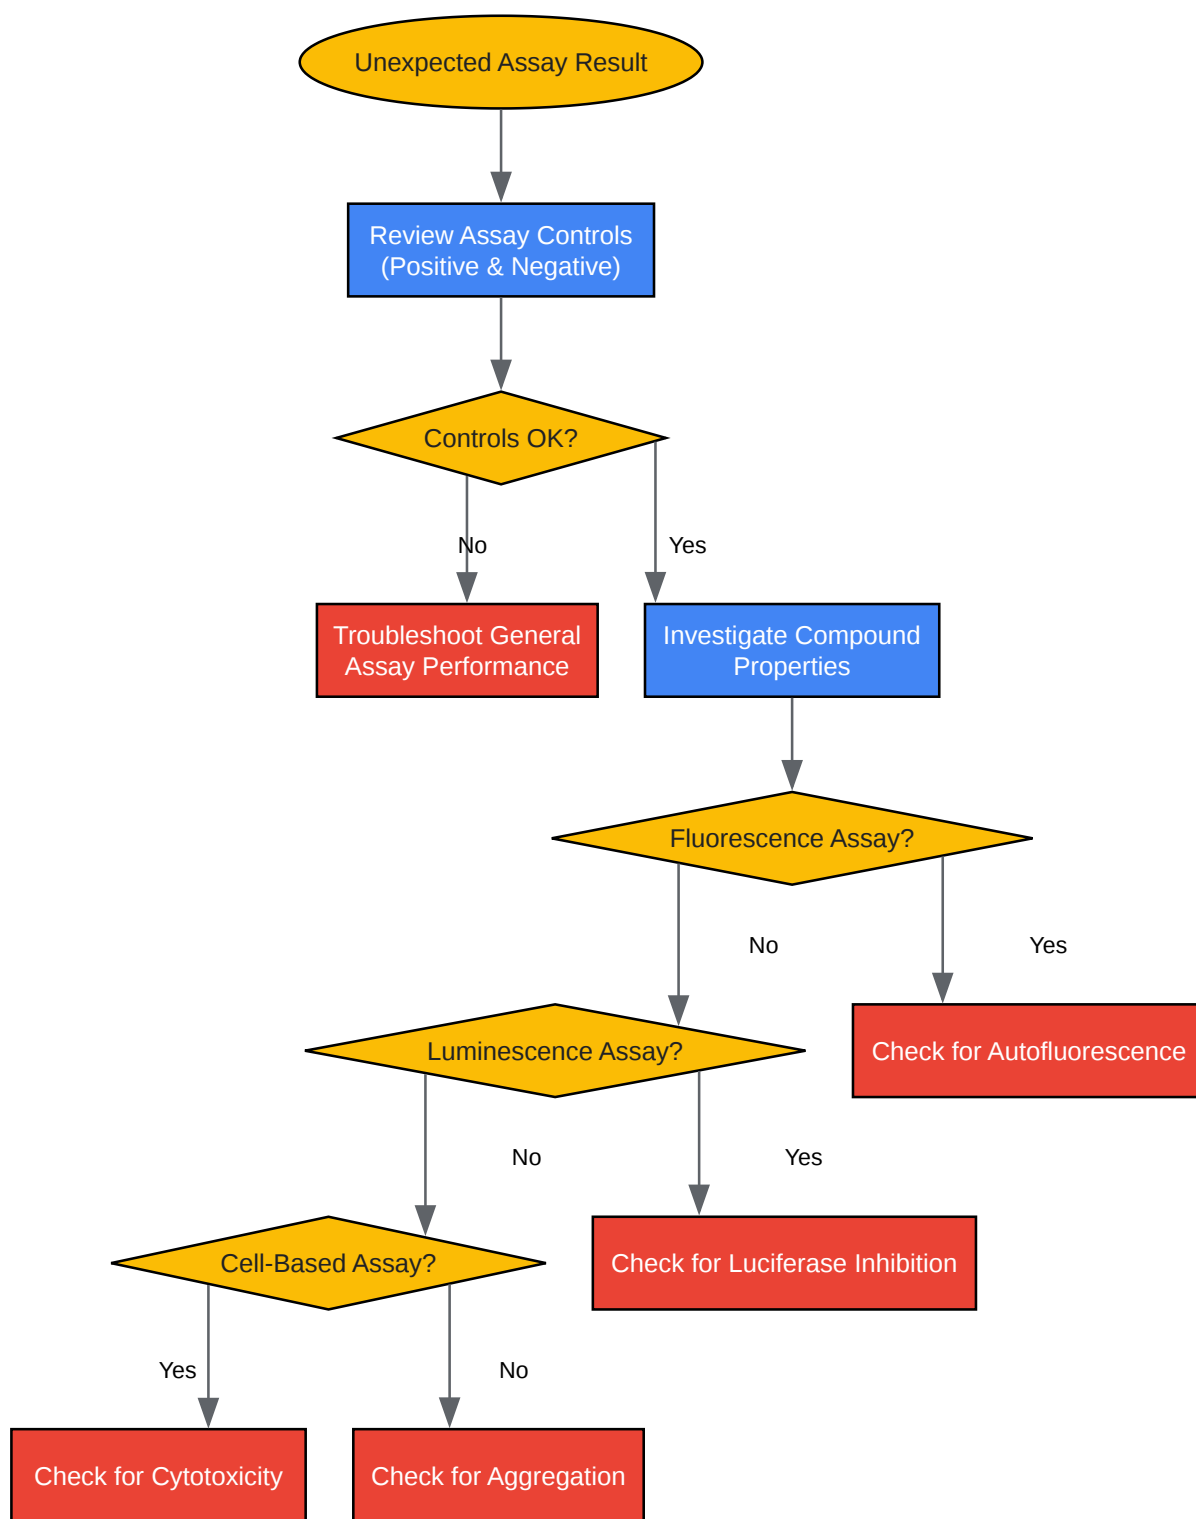 Unexpected Assay Result
Review Assay Controls
(Positive & Negative)
Controls OK?
No
Yes
Troubleshoot General
Assay Performance
Investigate Compound
Properties
Fluorescence Assay?
No
Yes
Luminescence Assay?
Check for Autofluorescence
No
Yes
Cell-Based Assay?
Check for Luciferase Inhibition
Yes
No
Check for Cytotoxicity
Check for Aggregation